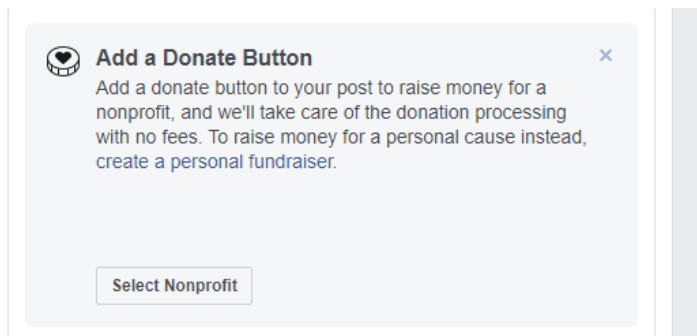 Add a Donate Button
Add a donate button to your post to raise money for a
nonprofit, and we'll take care of the donation processing
with no fees. To raise money for a personal cause instead,
create a personal fundraiser.
Select Nonprofit